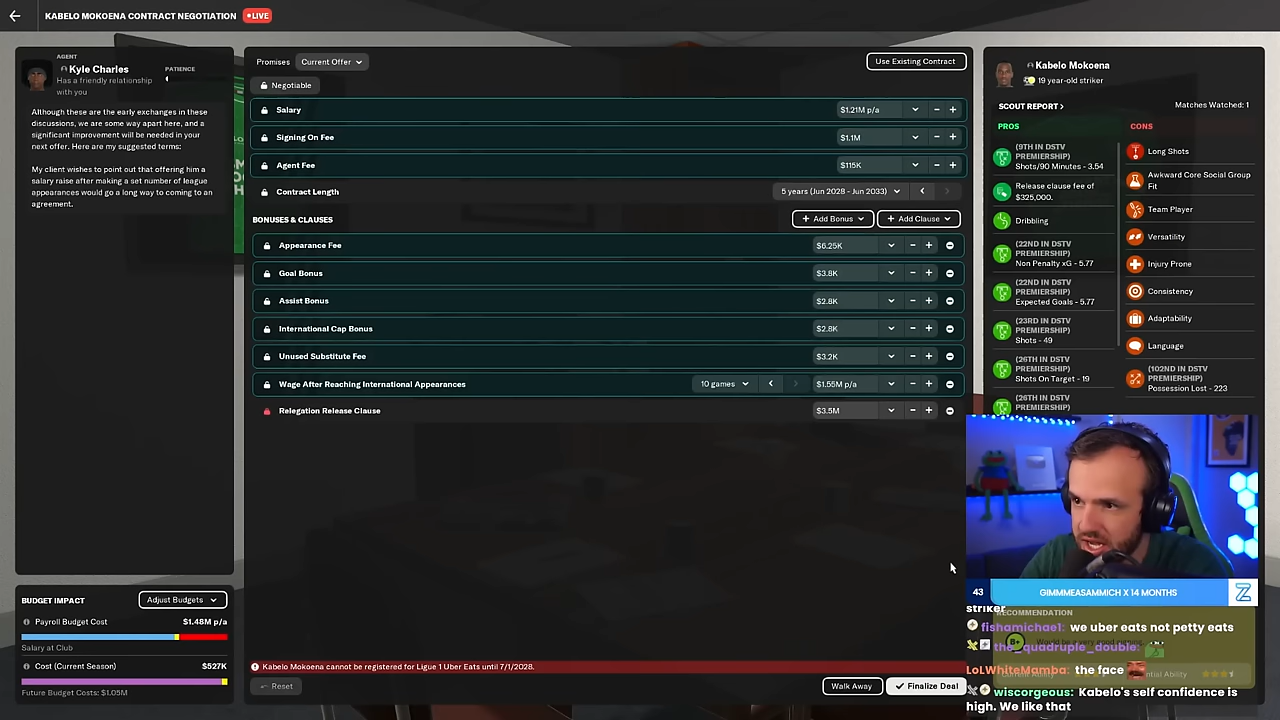 KABELO MOKOENA CONTRACT NEGOTIATION
LIVE
AGENT
Kyle Charles
Has a friendly relationship
with you
PATIENCE
Although these are the early exchanges in these
discussions, we are some way apart here, and a
significant improvement will be needed in your
next offer. Here are my suggested terms:
My client wishes to point out that offering him a
salary raise after making a set number of league
appearances would go a long way to coming to an
agreement.
BUDGET IMPACT
Adjust Budgets
Payroll Budget Cost
$1.48M p/a
Salary at Club
Cost (Current Season)
$527K
Future Budget Costs: $1.05M
Promises
Current Offer
Use Existing Contract
Negotiable
Salary
$1.21M p/a
Signing On Fee
$1.1M
Agent Fee
$115K
Contract Length
5 years (Jun 2028 - Jun 2033)
BONUSES & CLAUSES
+ Add Bonus
+ Add Clause
Appearance Fee
$6.25K
Goal Bonus
$3.8K
Assist Bonus
$2.8K
International Cap Bonus
$2.8K
Unused Substitute Fee
$3.2K
Wage After Reaching International Appearances
10 games
$1.55M p/a
Relegation Release Clause
$3.5M
Kabelo Mokoena cannot be registered for Ligue 1 Uber Eats until 7/1/2028.
Reset
Walk Away
Finalize Deal
Kabelo Mokoena
19 year-old striker
SCOUT REPORT >
Matches Watched: 1
PROS
(9TH IN DSTV
PREMIERSHIP)
Shots/90 Minutes - 3.54
Release clause fee of
$325,000.
Dribbling
(22ND IN DSTV
PREMIERSHIP)
Non Penalty xG - 5.77
(22ND IN DSTV
PREMIERSHIP)
Expected Goals - 5.77
(23RD IN DSTV
PREMIERSHIP)
Shots - 49
(26TH IN DSTV
PREMIERSHIP)
Shots On Target - 19
(26TH IN DSTV
PREMIERSHIP)
CONS
Long Shots
Awkward Core Social Group
Fit
Team Player
Versatility
Injury Prone
Consistency
Adaptability
Language
(102ND IN DSTV
PREMIERSHIP)
Possession Lost - 223
43
GIMMMEASAMMICH X 14 MONTHS
Z
striker
RECOMMENDATION
fishamichae1: we uber eats not petty eats
B+
the_quadruple_double:
LoLWhiteMamba: the face
wiscorgeous: Kabelo's self confidence is
high. We like that